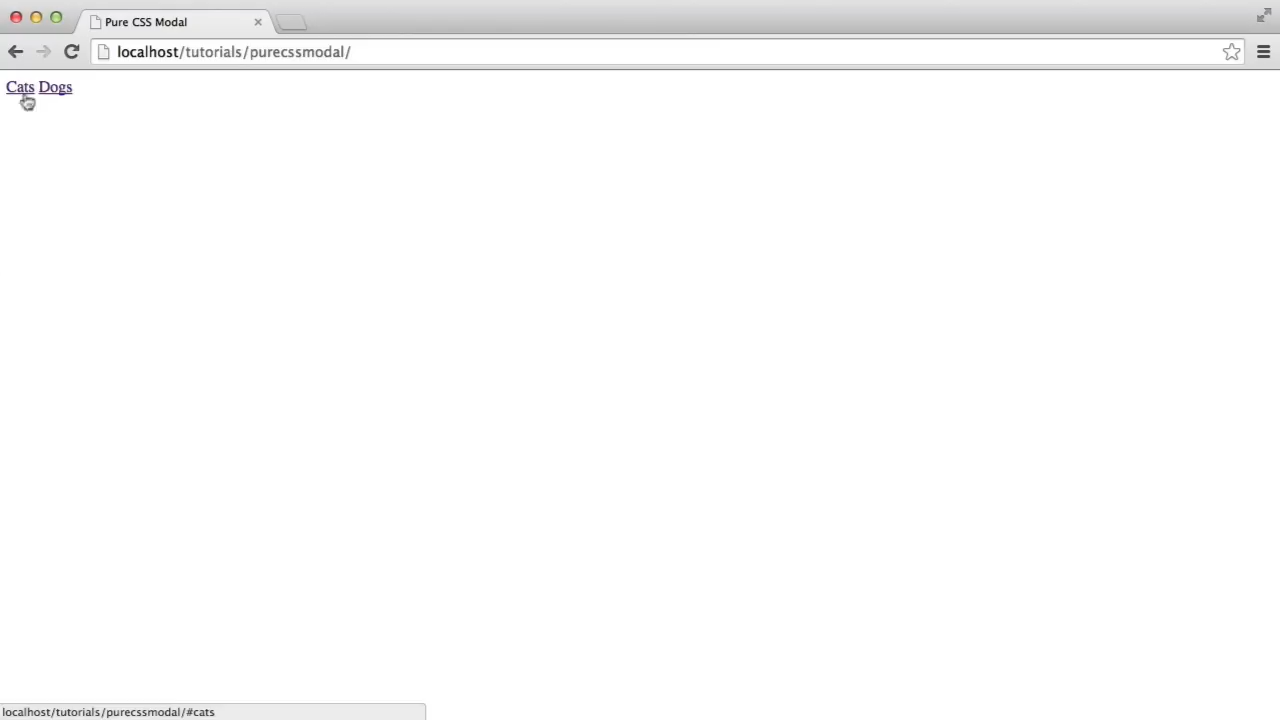 Pure CSS Modal
localhost/tutorials/purecssmodal/
Cats Dogs
localhost/tutorials/purecssmodal/#cats